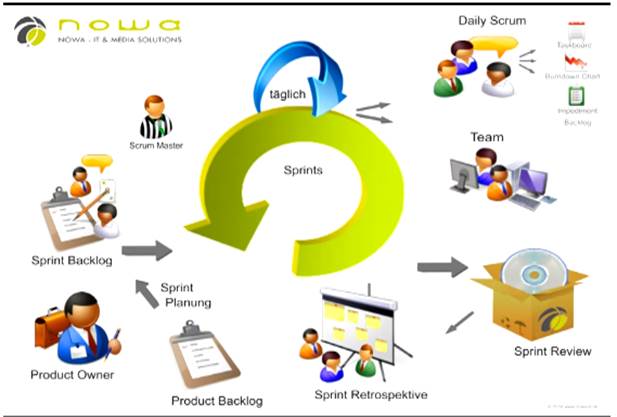 nowa
NOWA - IT & MEDIA SOLUTIONS
Daily Scrum
Taskboard
Burndown Chart
Impediment
Backlog
täglich
Scrum Master
Team
Sprints
Sprint Backlog
Sprint
Planung
Product Owner
Product Backlog
Sprint Retrospektive
Sprint Review